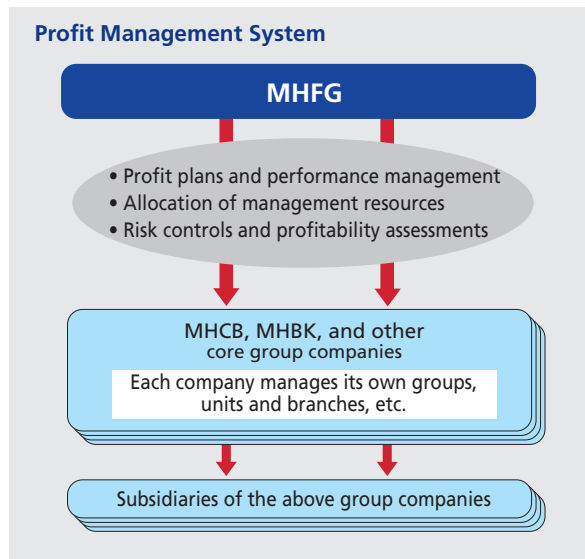 Profit Management System
MHFG
• Profit plans and performance management
• Allocation of management resources
• Risk controls and profitability assessments
MHCB, MHBK, and other
core group companies
Each company manages its own groups,
units and branches, etc.
Subsidiaries of the above group companies